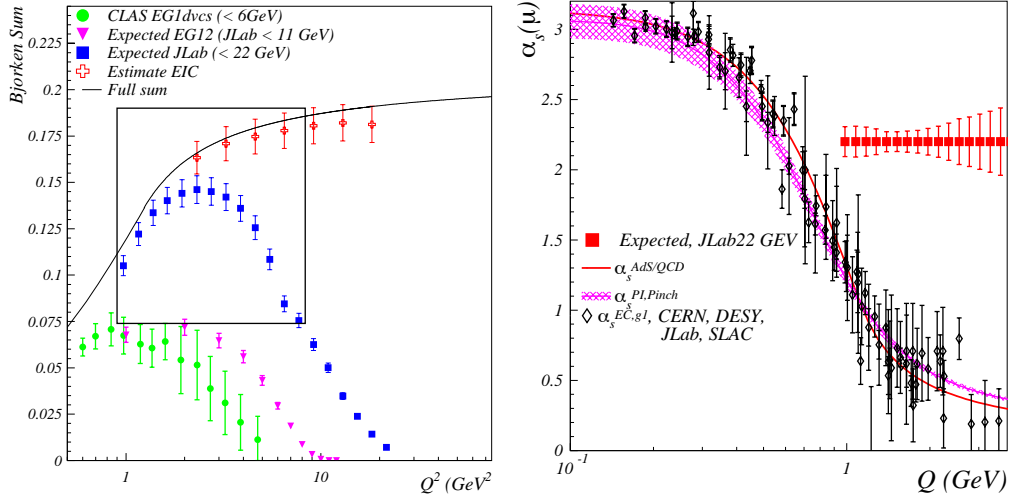 Bjorken Sum
CLAS EG1dvcs (< 6GeV)
Expected EG12 (JLab < 11 GeV)
Expected JLab (< 22 GeV)
Estimate EIC
Full sum
0.225
0.2
0.175
0.15
0.125
0.1
0.075
0.05
0.025
0
1
10
Q² (GeV²
αs(μ)
3
2.5
2
1.5
1
0.5
0
Expected, JLab22 GEV
αs^AdS/QCD
αs^PI,Pinch
αs^EC,g1, CERN, DESY,
JLab, SLAC
10^-1
1
Q (GeV)